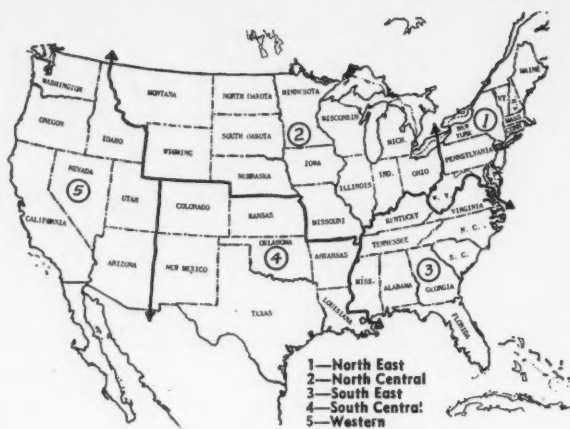 WASHINGTON
MONTANA
NORTH DAKOTA
MINNESOTA
MAINE
OREGON
IDAHO
SOUTH DAKOTA
WISCONSIN
MICH.
NEW YORK
VT
MASS
1
WYOMING
2
IOWA
PENNSYLVANIA
NEVADA
NEBRASKA
ILLINOIS
IND.
OHIO
5
UTAH
COLORADO
KANSAS
MISSOURI
KENTUCKY
W. V
VIRGINIA
CALIFORNIA
OKLAHOMA
TENNESSEE
N. C.
ARIZONA
NEW MEXICO
4
ARKANSAS
S. C.
3
MISS.
ALABAMA
GEORGIA
TEXAS
LOUISIANA
FLORIDA
1—North East
2—North Central
3—South East
4—South Central
5—Western